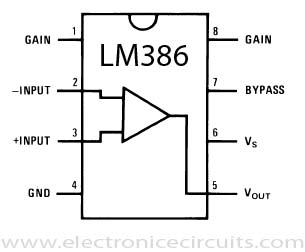 LM386
GAIN 1
8 GAIN
-INPUT 2
7 BYPASS
+INPUT 3
6 VS
GND 4
5 VOUT
www.electronicecircuits.com